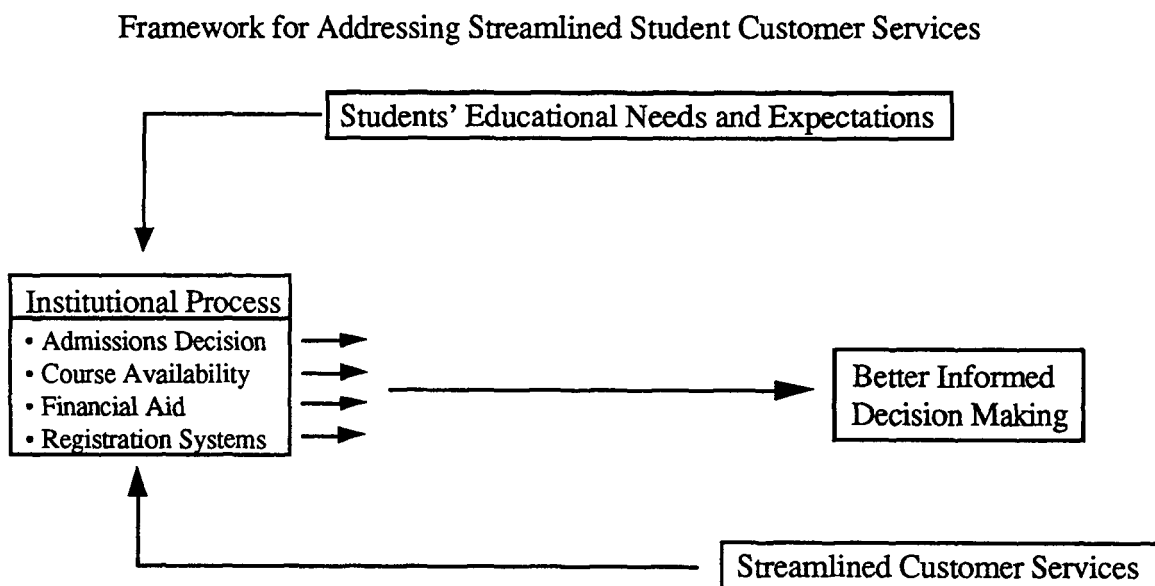 Framework for Addressing Streamlined Student Customer Services
Students' Educational Needs and Expectations
Institutional Process
• Admissions Decision
• Course Availability
• Financial Aid
• Registration Systems
Better Informed
Decision Making
Streamlined Customer Services